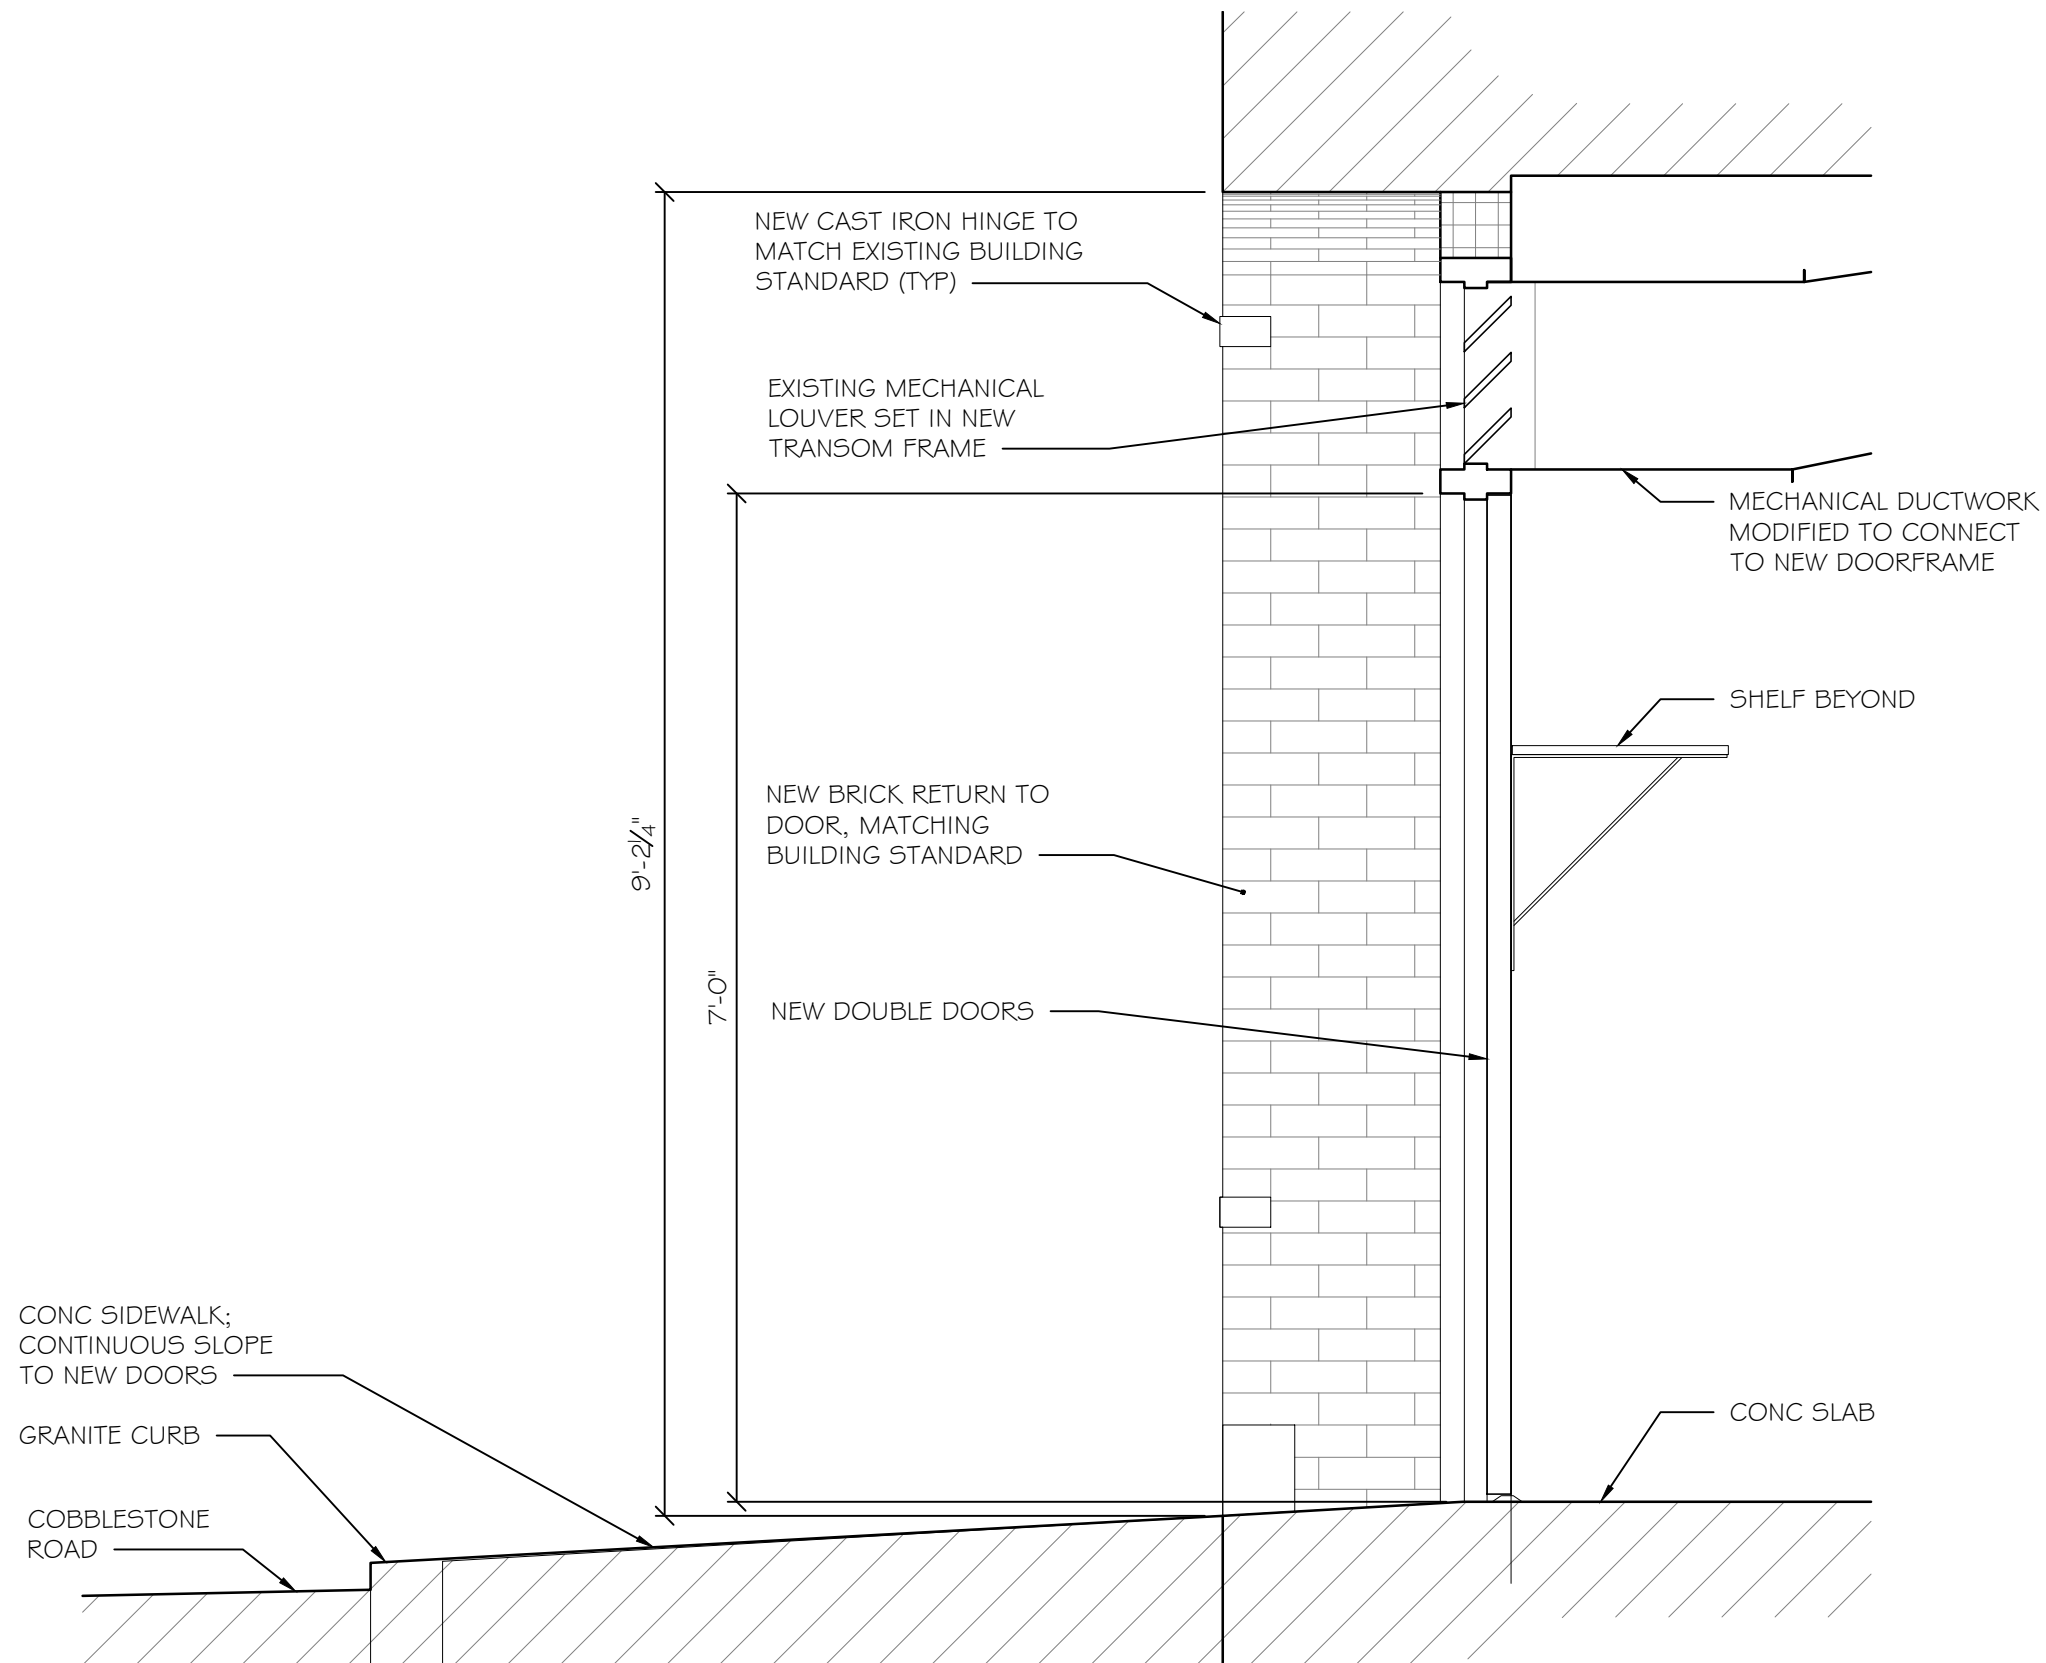 NEW CAST IRON HINGE TO
MATCH EXISTING BUILDING
STANDARD (TYP)
EXISTING MECHANICAL
LOUVER SET IN NEW
TRANSOM FRAME
MECHANICAL DUCTWORK
MODIFIED TO CONNECT
TO NEW DOORFRAME
SHELF BEYOND
NEW BRICK RETURN TO
DOOR, MATCHING
BUILDING STANDARD
9'-2¼"
7'-0"
NEW DOUBLE DOORS
CONC SIDEWALK;
CONTINUOUS SLOPE
TO NEW DOORS
CONC SLAB
GRANITE CURB
COBBLESTONE
ROAD